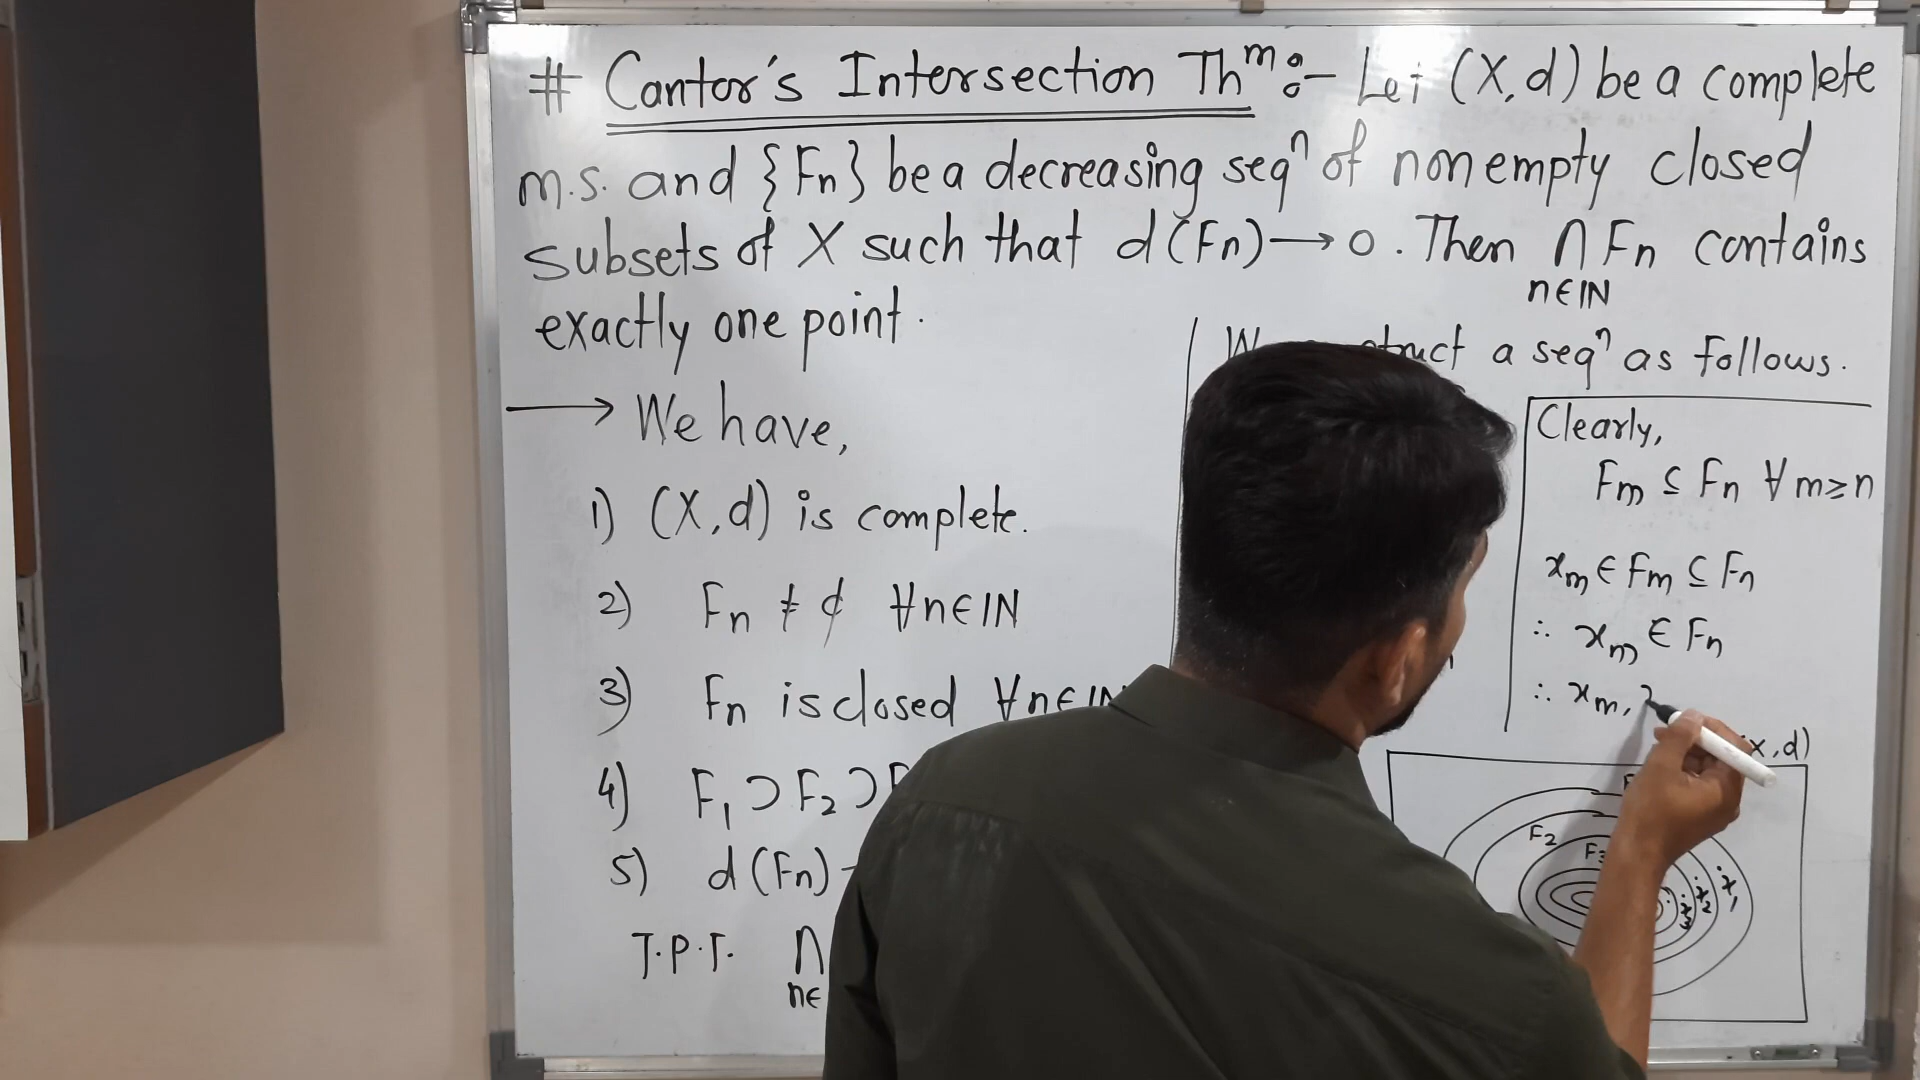 # Cantor's Intersection Thᵐ :- Let (X,d) be a complete
m.s. and {Fn} be a decreasing seqⁿ of nonempty closed
subsets of X such that d(Fn)→0. Then ∩ Fn contains
n∈IN
exactly one point.
→ We have,
1) (X,d) is complete.
2) Fn ≠ ϕ ∀n∈IN
3) Fn is closed ∀n∈IN
4) F₁⊃F₂⊃F
5) d(Fn)
T.P.T. ∩
n∈
a seqⁿ as follows.
Clearly,
Fm ⊆ Fn ∀ m≥n
xm ∈ Fm ⊆ Fn
∴ xm ∈ Fn
∴ xm,
x,d)
F
F₂
F₃
.x₁
.x₂
.x₃